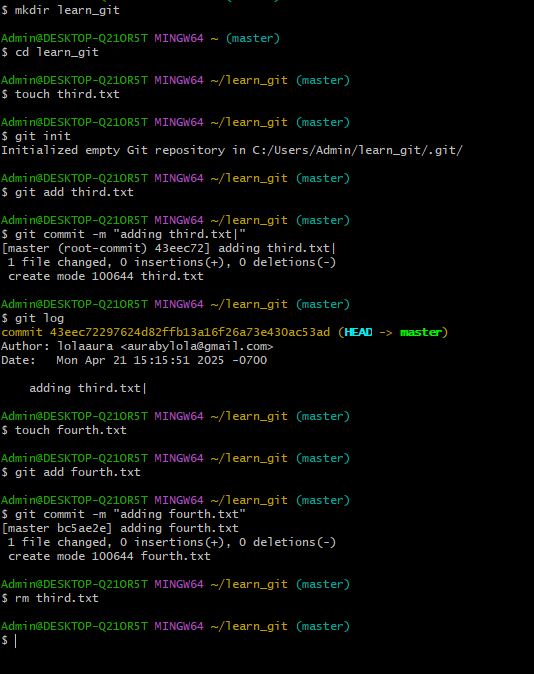 $ mkdir learn_git
Admin@DESKTOP-Q21OR5T MINGW64 ~ (master)
$ cd learn_git
Admin@DESKTOP-Q21OR5T MINGW64 ~/learn_git (master)
$ touch third.txt
Admin@DESKTOP-Q21OR5T MINGW64 ~/learn_git (master)
$ git init
Initialized empty Git repository in C:/Users/Admin/learn_git/.git/
Admin@DESKTOP-Q21OR5T MINGW64 ~/learn_git (master)
$ git add third.txt
Admin@DESKTOP-Q21OR5T MINGW64 ~/learn_git (master)
$ git commit -m "adding third.txt|"
[master (root-commit) 43eec72] adding third.txt|
 1 file changed, 0 insertions(+), 0 deletions(-)
 create mode 100644 third.txt
Admin@DESKTOP-Q21OR5T MINGW64 ~/learn_git (master)
$ git log
commit 43eec72297624d82ffb13a16f26a73e430ac53ad (HEAD -> master)
Author: lolaaura <aurabylola@gmail.com>
Date:   Mon Apr 21 15:15:51 2025 -0700
    adding third.txt|
Admin@DESKTOP-Q21OR5T MINGW64 ~/learn_git (master)
$ touch fourth.txt
Admin@DESKTOP-Q21OR5T MINGW64 ~/learn_git (master)
$ git add fourth.txt
Admin@DESKTOP-Q21OR5T MINGW64 ~/learn_git (master)
$ git commit -m "adding fourth.txt"
[master bc5ae2e] adding fourth.txt
 1 file changed, 0 insertions(+), 0 deletions(-)
 create mode 100644 fourth.txt
Admin@DESKTOP-Q21OR5T MINGW64 ~/learn_git (master)
$ rm third.txt
Admin@DESKTOP-Q21OR5T MINGW64 ~/learn_git (master)
$